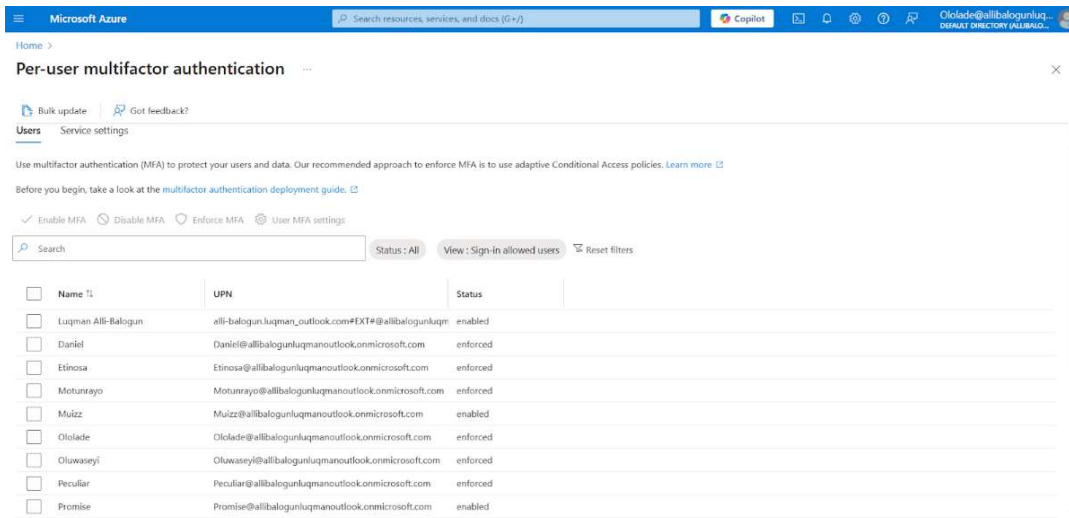 Microsoft Azure
Search resources, services, and docs (G+/)
Copilot
Ololade@allibalogunluq...
DEFAULT DIRECTORY (ALLIBALO...
Home >
Per-user multifactor authentication ...
Bulk update
Got feedback?
Users
Service settings
Use multifactor authentication (MFA) to protect your users and data. Our recommended approach to enforce MFA is to use adaptive Conditional Access policies. Learn more
Before you begin, take a look at the multifactor authentication deployment guide.
Enable MFA Disable MFA Enforce MFA User MFA settings
Search
Status : All
View : Sign-in allowed users
Reset filters
Name UPN Status
Luqman Alli-Balogun alli-balogun.luqman_outlook.com#EXT#@allibalogunluqm enabled
Daniel Daniel@allibalogunluqmanoutlook.onmicrosoft.com enforced
Etinosa Etinosa@allibalogunluqmanoutlook.onmicrosoft.com enforced
Motunrayo Motunrayo@allibalogunluqmanoutlook.onmicrosoft.com enforced
Muizz Muizz@allibalogunluqmanoutlook.onmicrosoft.com enabled
Ololade Ololade@allibalogunluqmanoutlook.onmicrosoft.com enforced
Oluwaseyi Oluwaseyi@allibalogunluqmanoutlook.onmicrosoft.com enforced
Peculiar Peculiar@allibalogunluqmanoutlook.onmicrosoft.com enforced
Promise Promise@allibalogunluqmanoutlook.onmicrosoft.com enabled